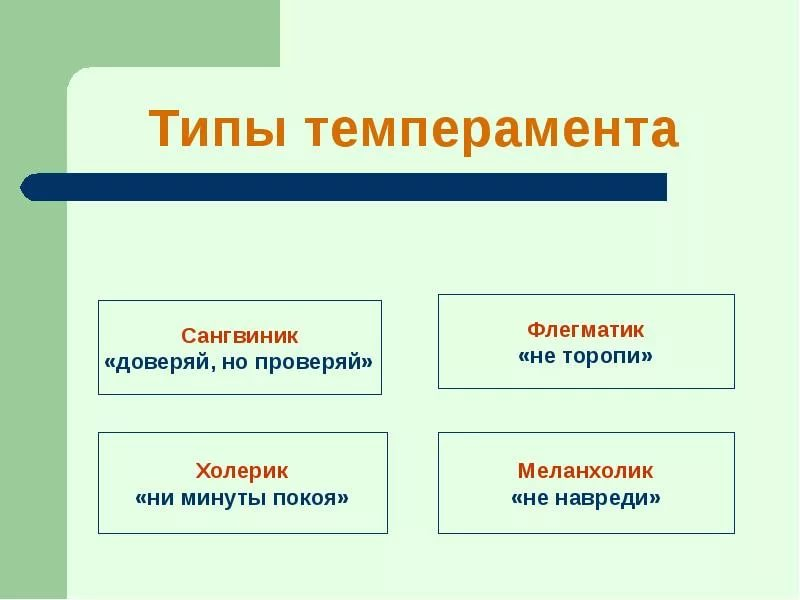 Типы темперамента
Сангвиник
«доверяй, но проверяй»
Флегматик
«не торопи»
Холерик
«ни минуты покоя»
Меланхолик
«не навреди»